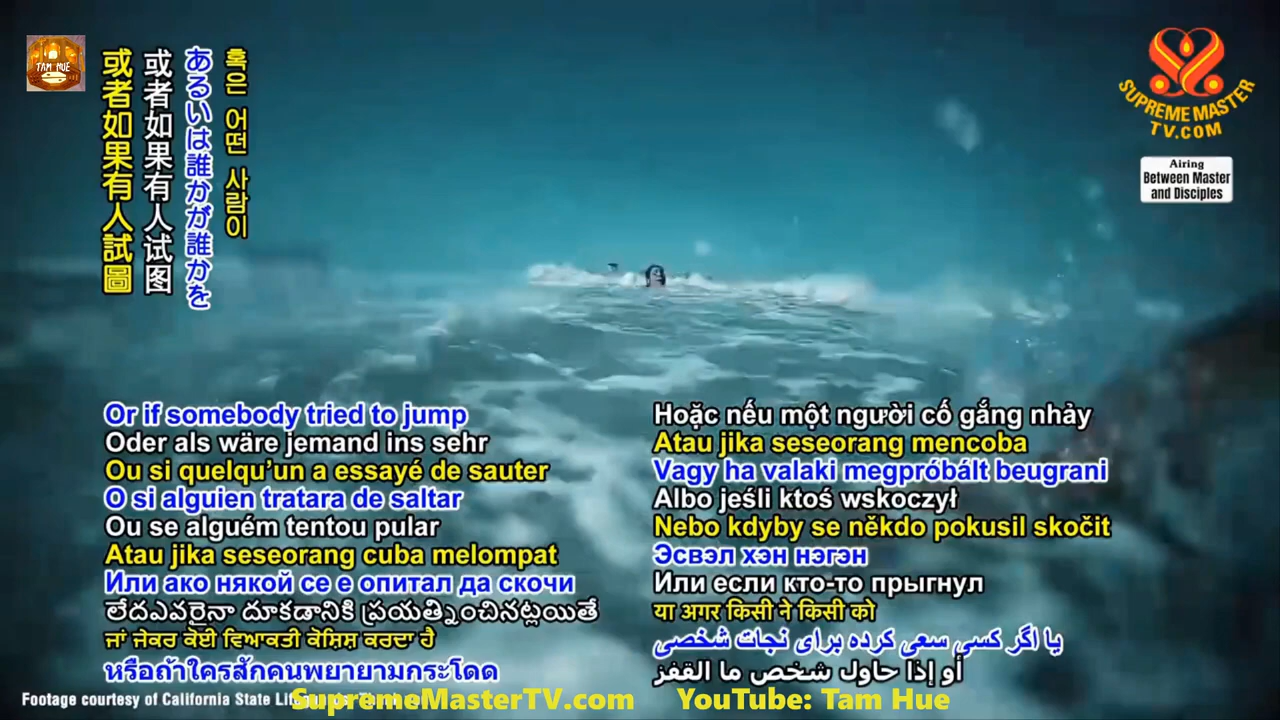 TAM HUE
或者如果有人試圖
或者如果有人试图
あるいは誰かが誰かを
혹은 어떤 사람이
SUPREME MASTER
TV.COM
Airing
Between Master
and Disciples
Or if somebody tried to jump
Oder als wäre jemand ins sehr
Ou si quelqu’un a essayé de sauter
O si alguien tratara de saltar
Ou se alguém tentou pular
Atau jika seseorang cuba melompat
Или ако някой се е опитал да скочи
లేదఎవరైనా దూకడానికి ప్రయత్నించినట్లయితే
ਜਾਂ ਜੇਕਰ ਕੋਈ ਵਿਆਕਤੀ ਕੋਸ਼ਿਸ਼ ਕਰਦਾ ਹੈ
หรือถ้าใครสักคนพยายามกระโดด
Hoặc nếu một người cố gắng nhảy
Atau jika seseorang mencoba
Vagy ha valaki megpróbált beugrani
Albo jeśli ktoś wskoczył
Nebo kdyby se někdo pokusil skočit
Эсвэл хэн нэгэн
Или если кто-то прыгнул
या अगर किसी ने किसी को
یا اگر کسی سعی کرده برای نجات شخصی
أو إذا حاول شخص ما القفز
Footage courtesy of California State
SupremeMasterTV.com
YouTube: Tam Hue